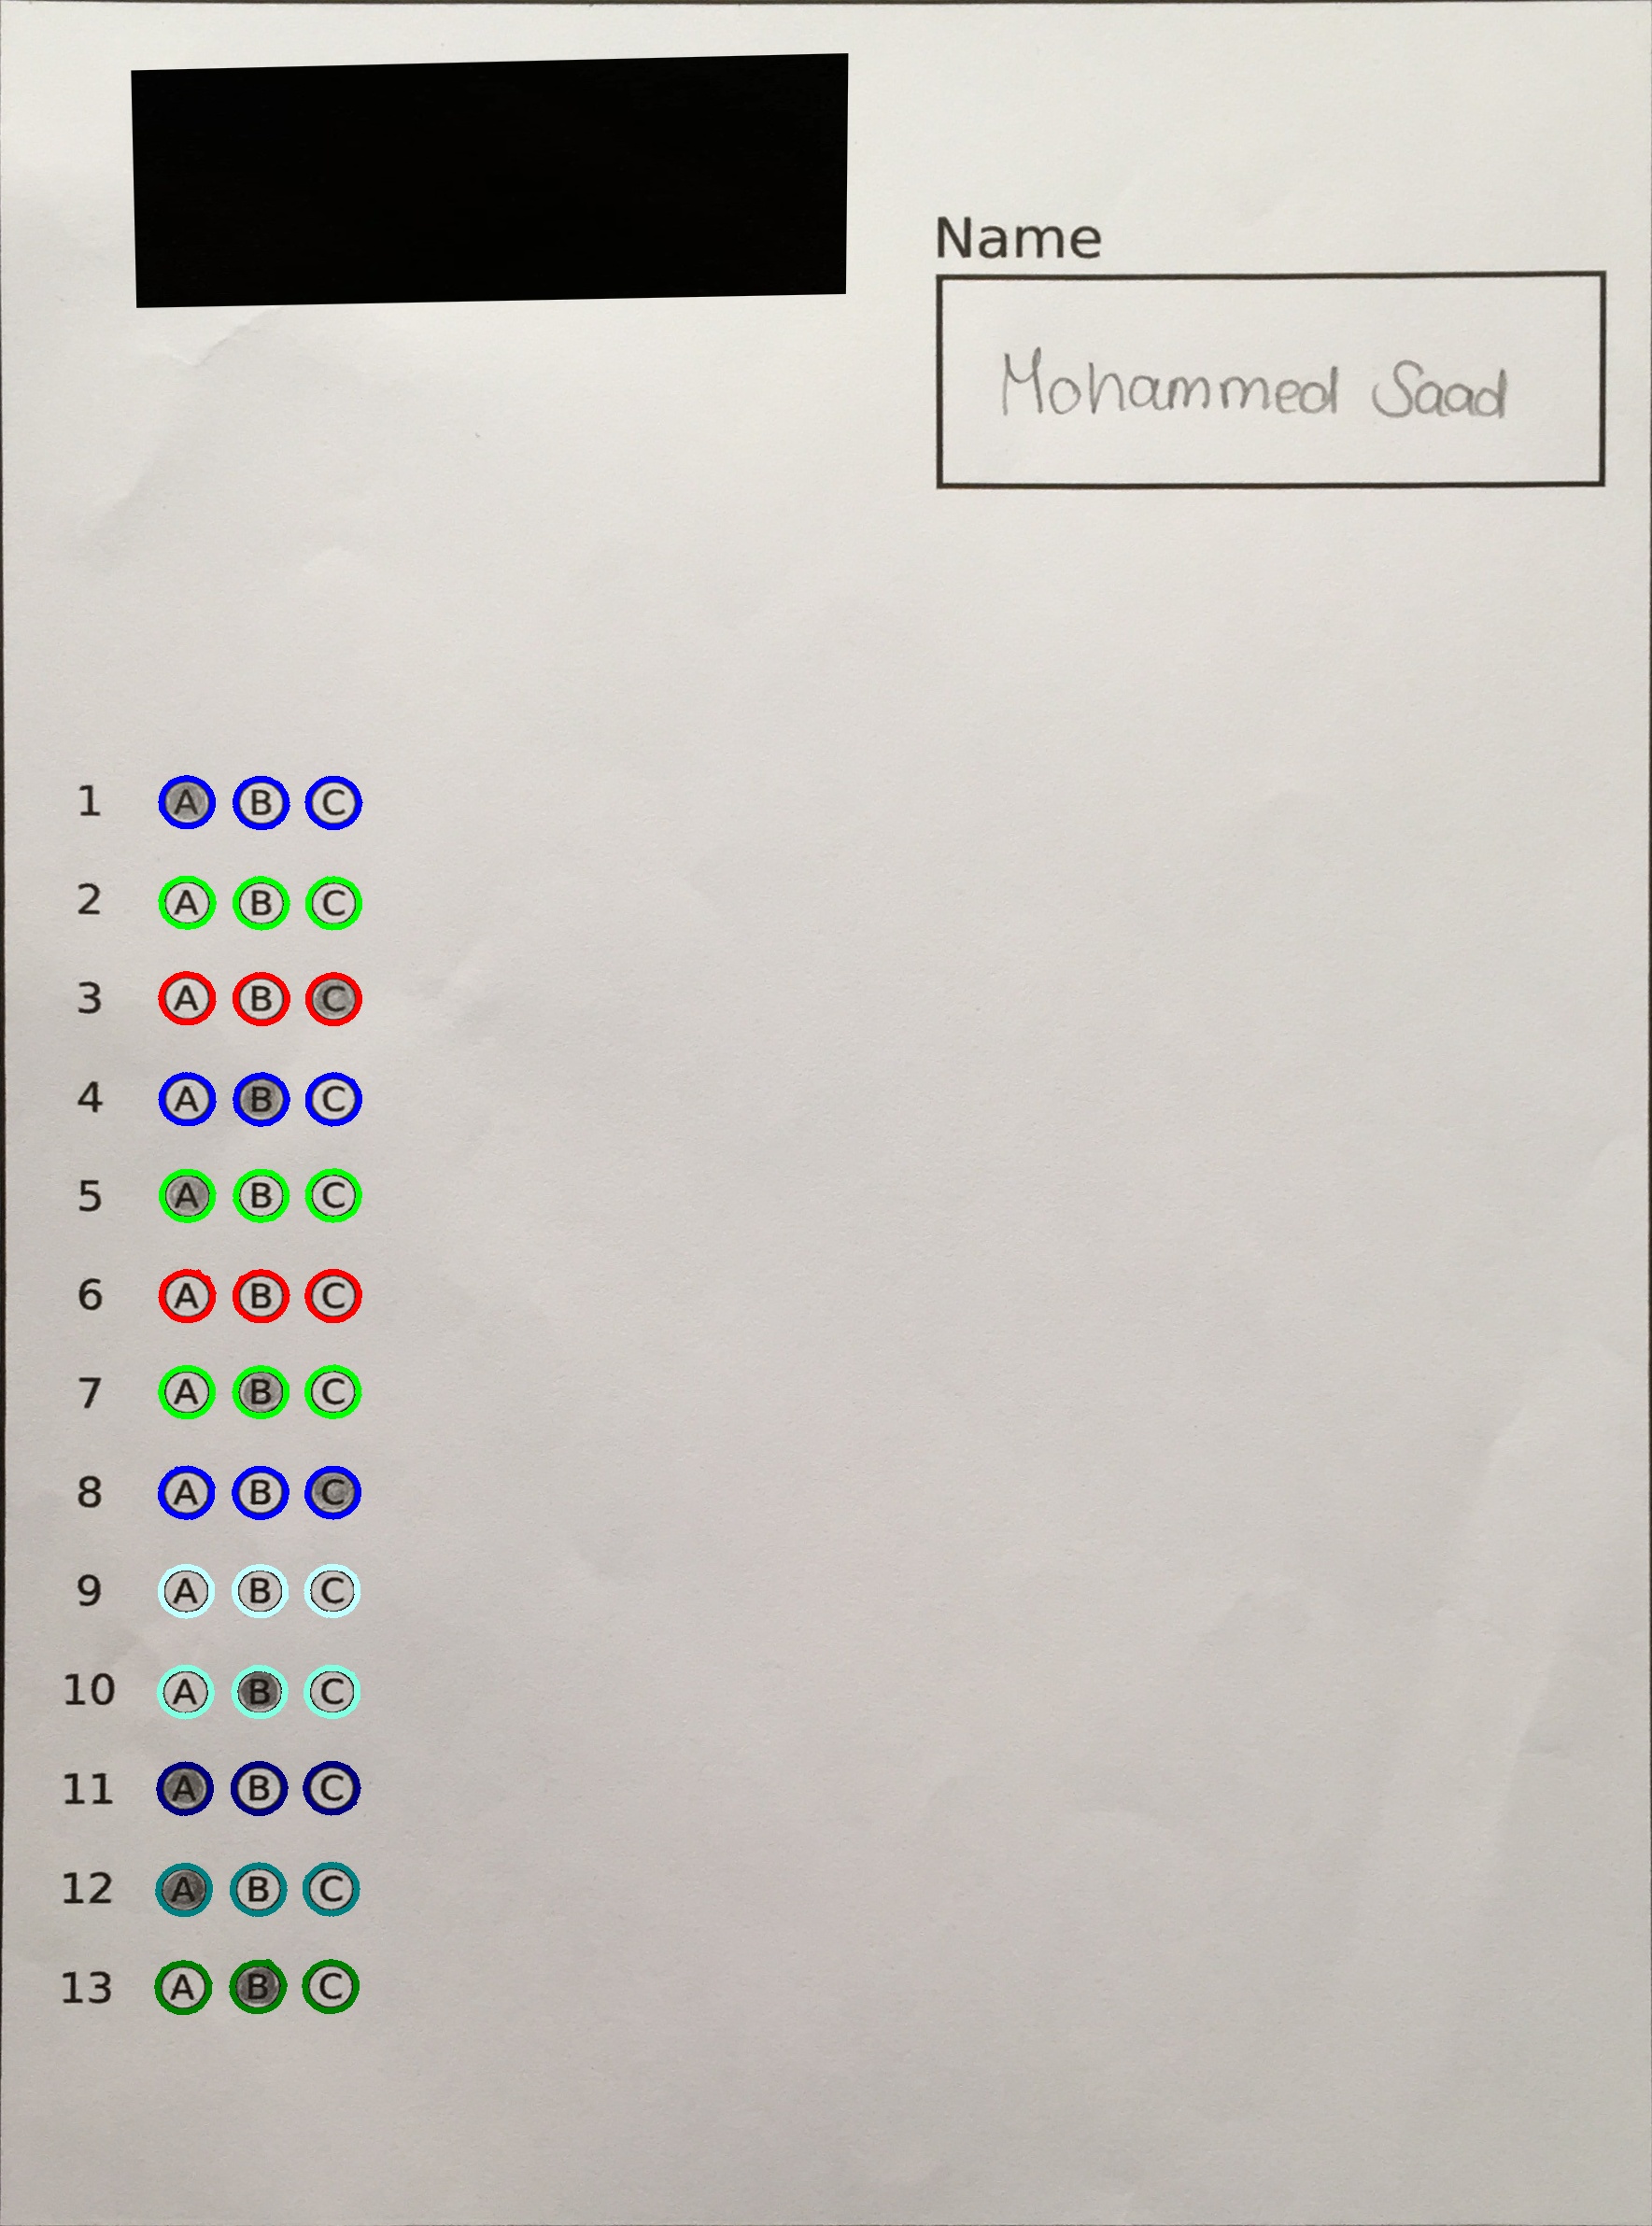 Name
Mohammed Saad
1 A B C
2 A B C
3 A B C
4 A B C
5 A B C
6 A B C
7 A B C
8 A B C
9 A B C
10 A B C
11 A B C
12 A B C
13 A B C